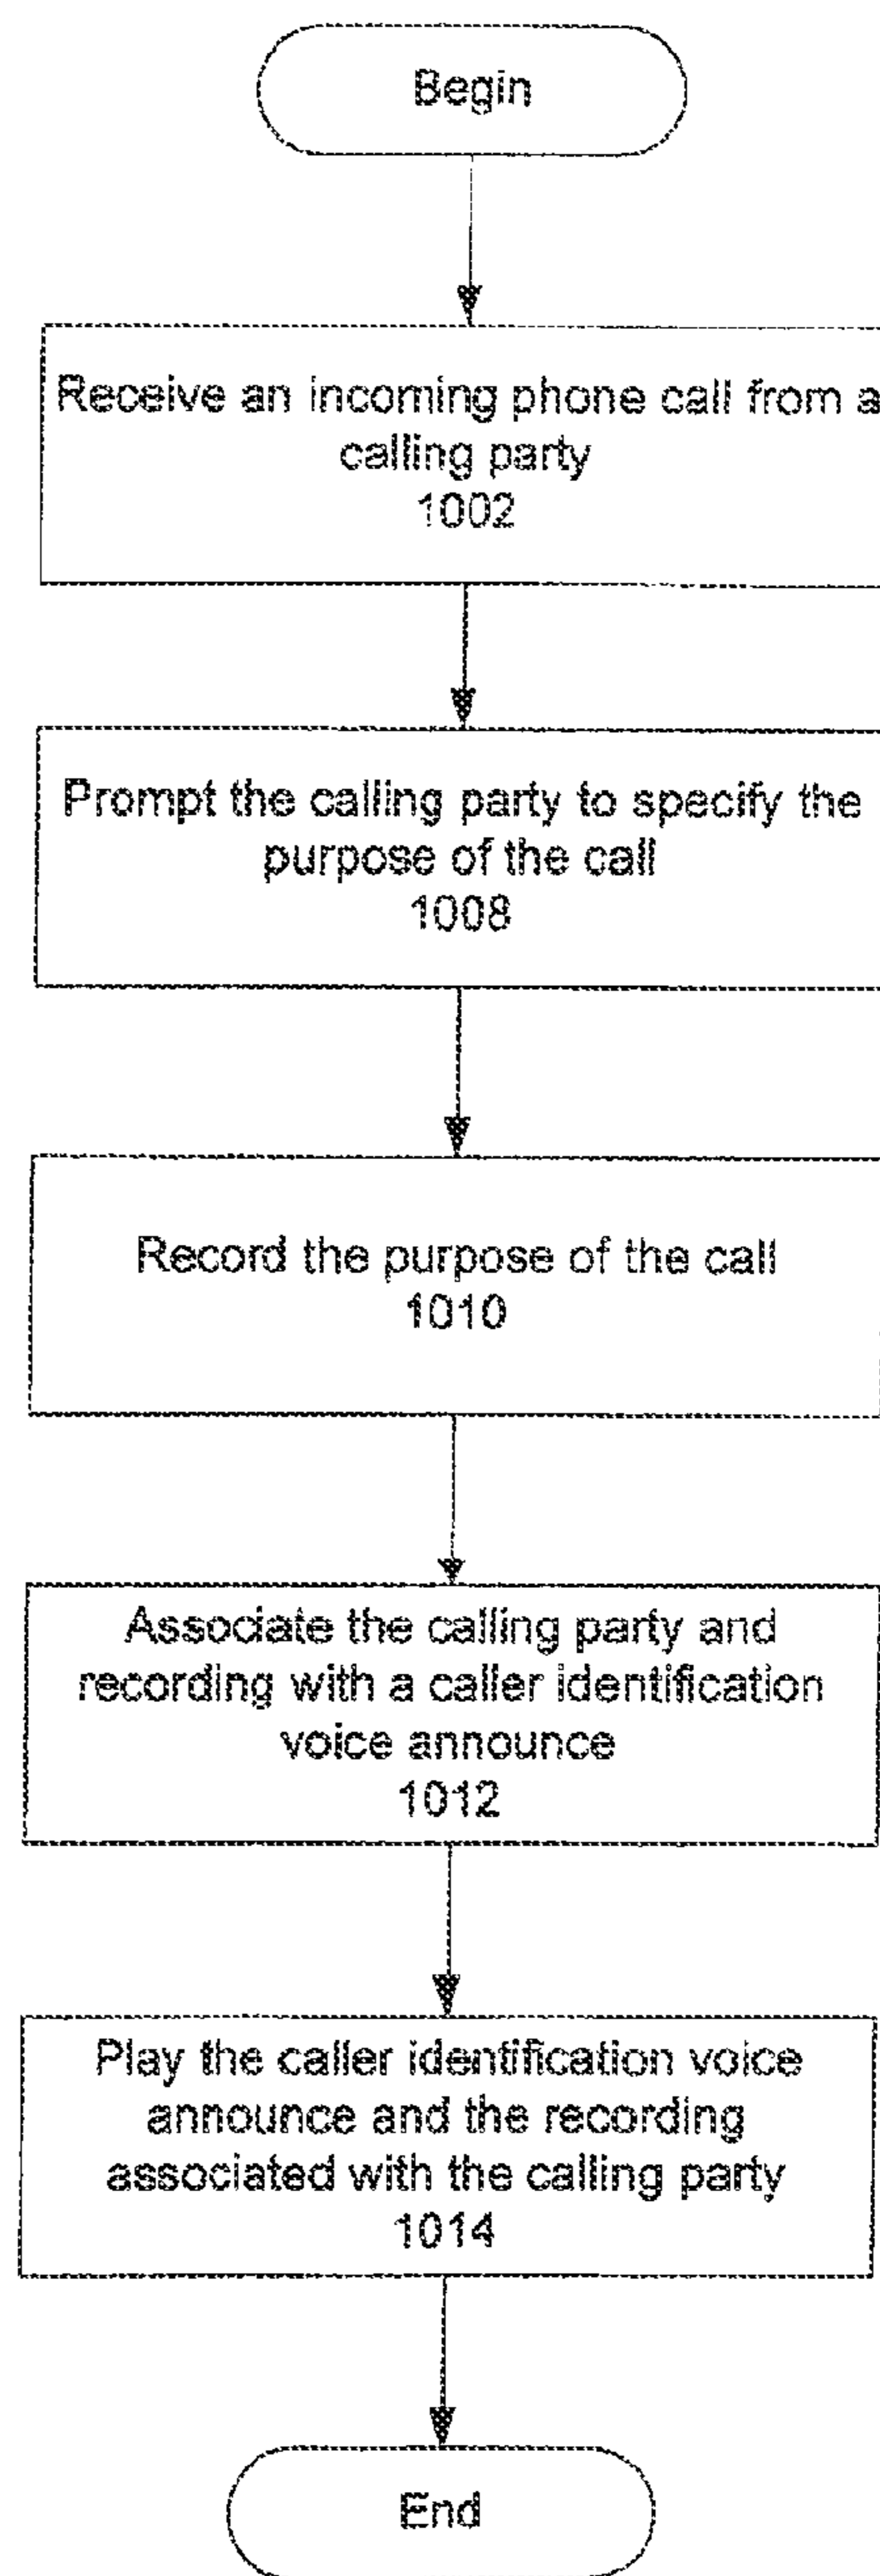 Begin
Receive an incoming phone call from a
calling party
1002
Prompt the calling party to specify the
purpose of the call
1008
Record the purpose of the call
1010
Associate the calling party and
recording with a caller identification
voice announce
1012
Play the caller identification voice
announce and the recording
associated with the calling party
1014
End